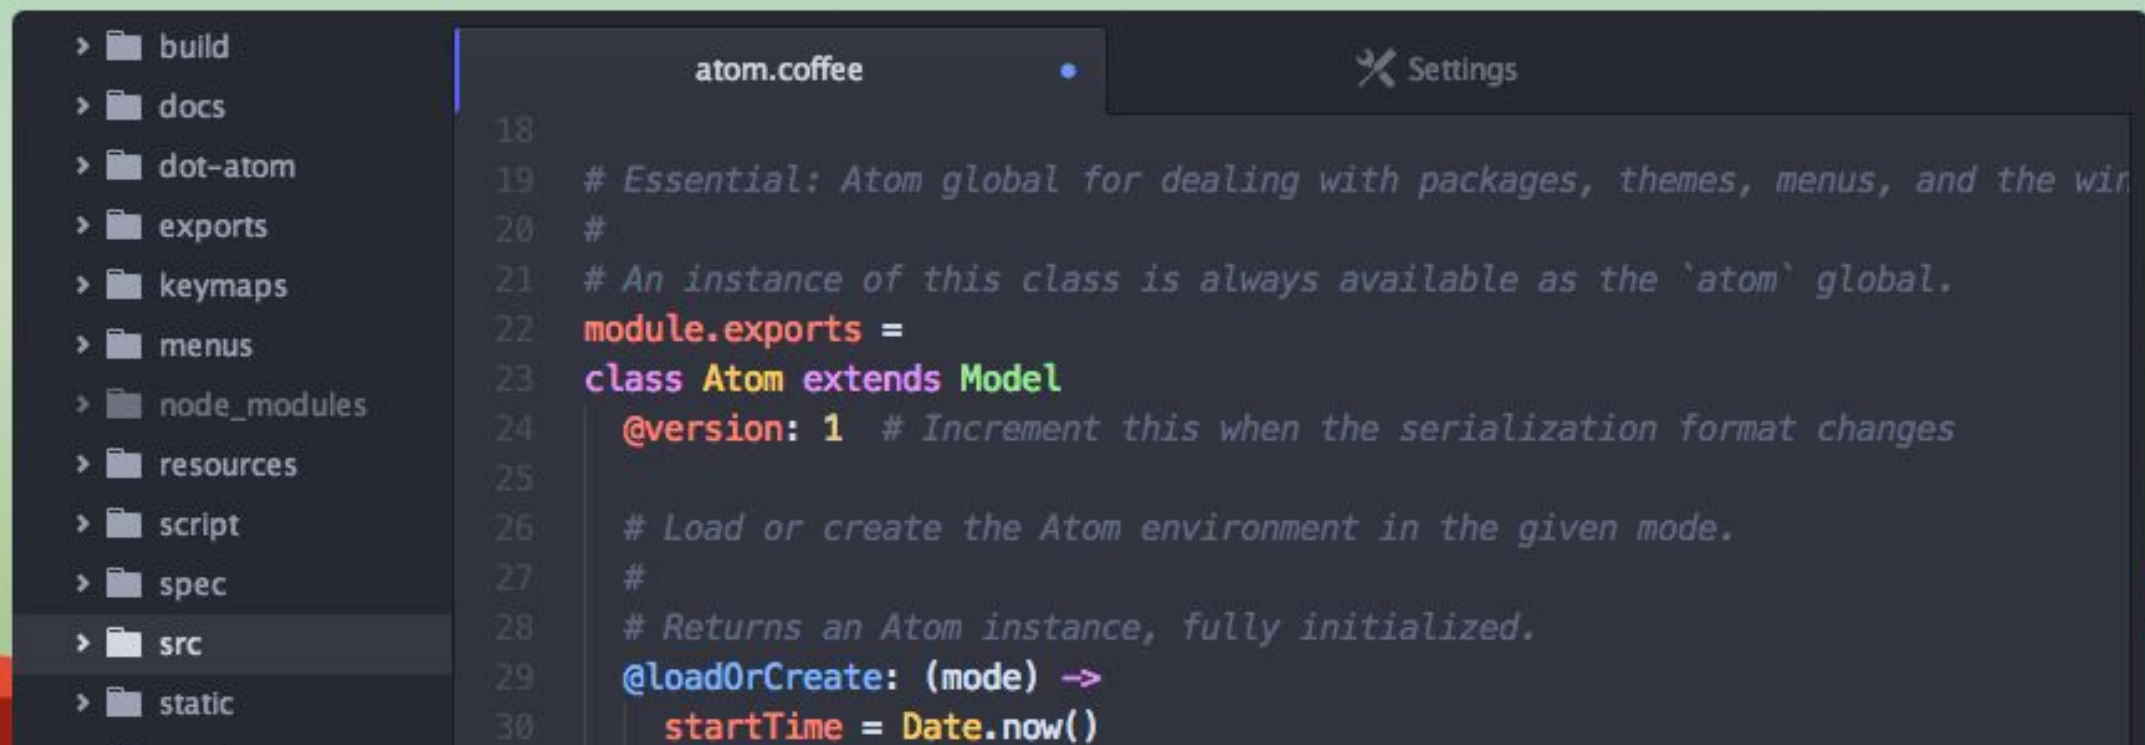 build
docs
dot-atom
exports
keymaps
menus
node_modules
resources
script
spec
src
static
atom.coffee
Settings
18
19 # Essential: Atom global for dealing with packages, themes, menus, and the win
20 #
21 # An instance of this class is always available as the `atom` global.
22 module.exports =
23 class Atom extends Model
24 @version: 1 # Increment this when the serialization format changes
25
26 # Load or create the Atom environment in the given mode.
27 #
28 # Returns an Atom instance, fully initialized.
29 @loadOrCreate: (mode) ->
30 startTime = Date.now()